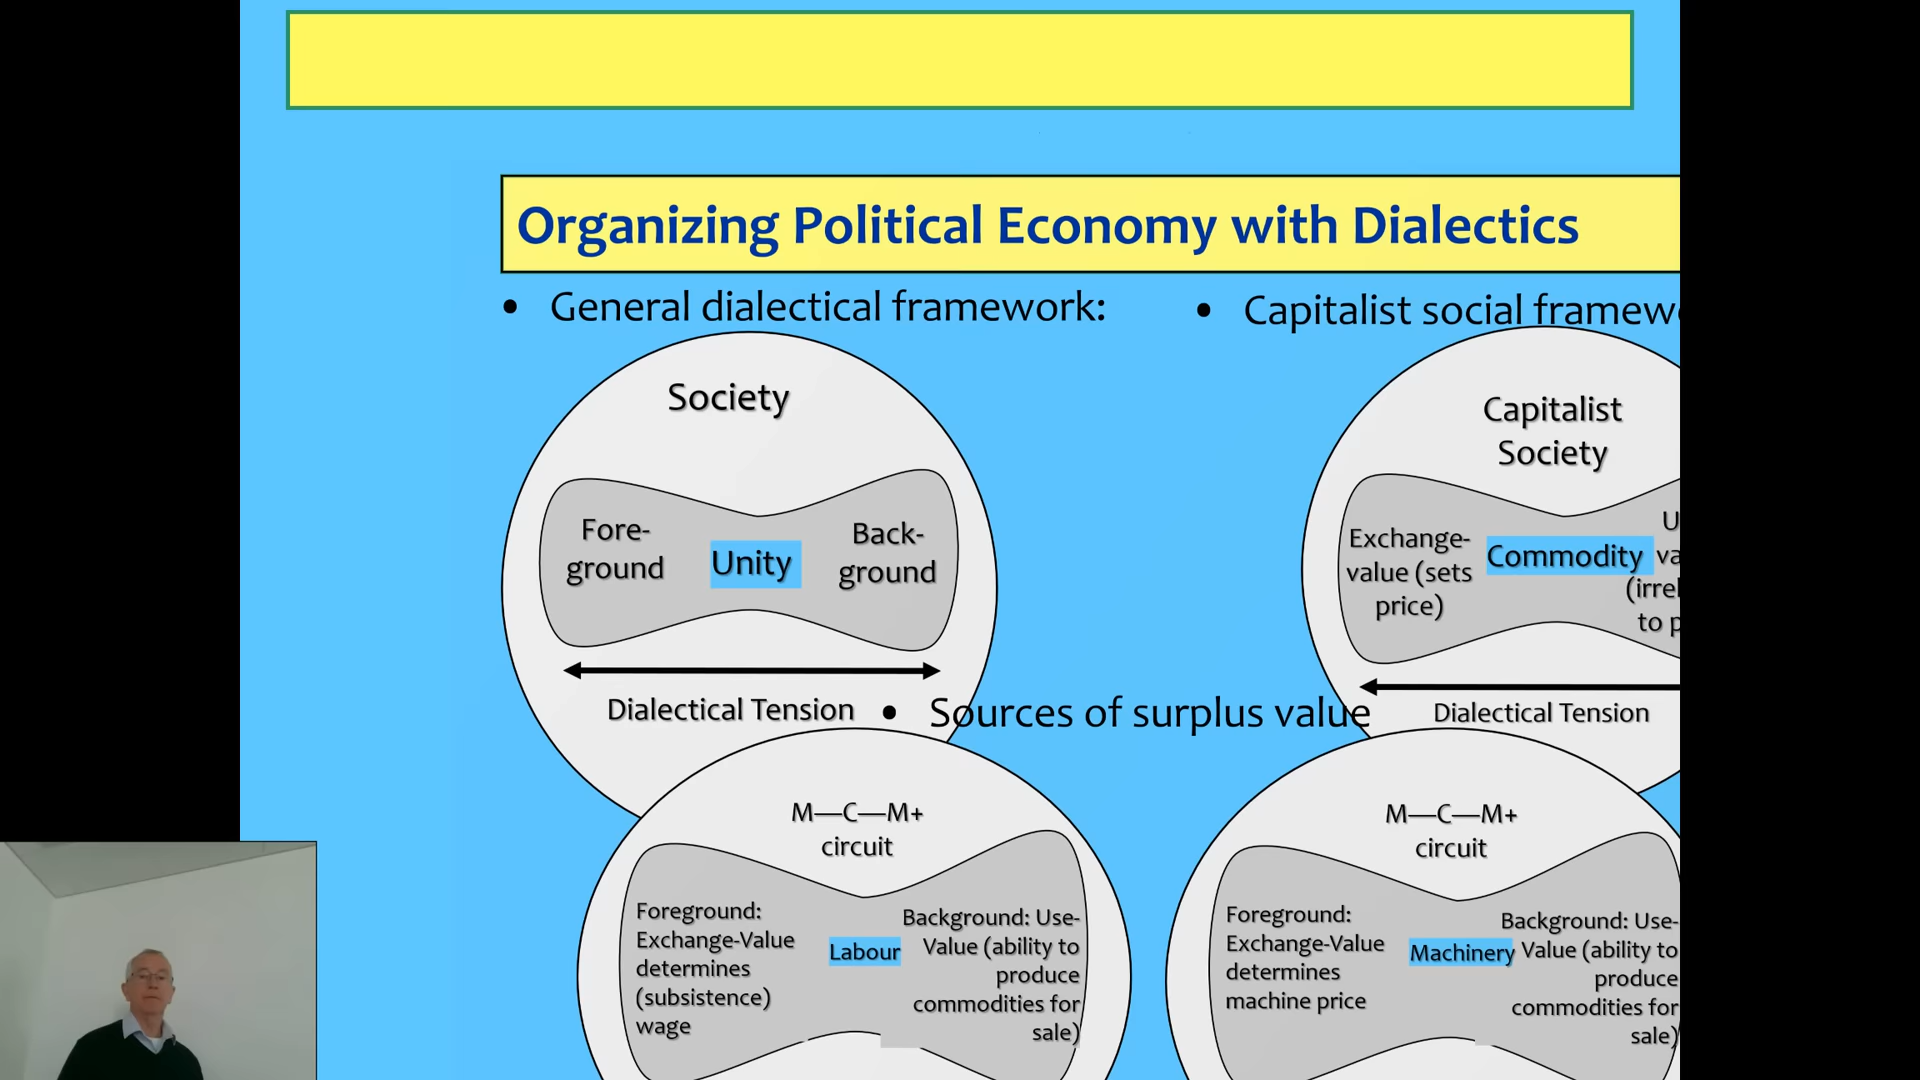 Organizing Political Economy with Dialectics
• General dialectical framework:
• Capitalist social framew
Society
Fore-
ground
Unity
Back-
ground
Dialectical Tension
Capitalist
Society
Exchange-
value (sets
price)
Commodity
U
va
(irrel
to p
Dialectical Tension
• Sources of surplus value
M—C—M+
circuit
Foreground:
Exchange-Value
determines
(subsistence)
wage
Labour
Background: Use-
Value (ability to
produce
commodities for
sale)
M—C—M+
circuit
Foreground:
Exchange-Value
determines
machine price
Machinery
Background: Use-
Value (ability to
produce
commodities for
sale)